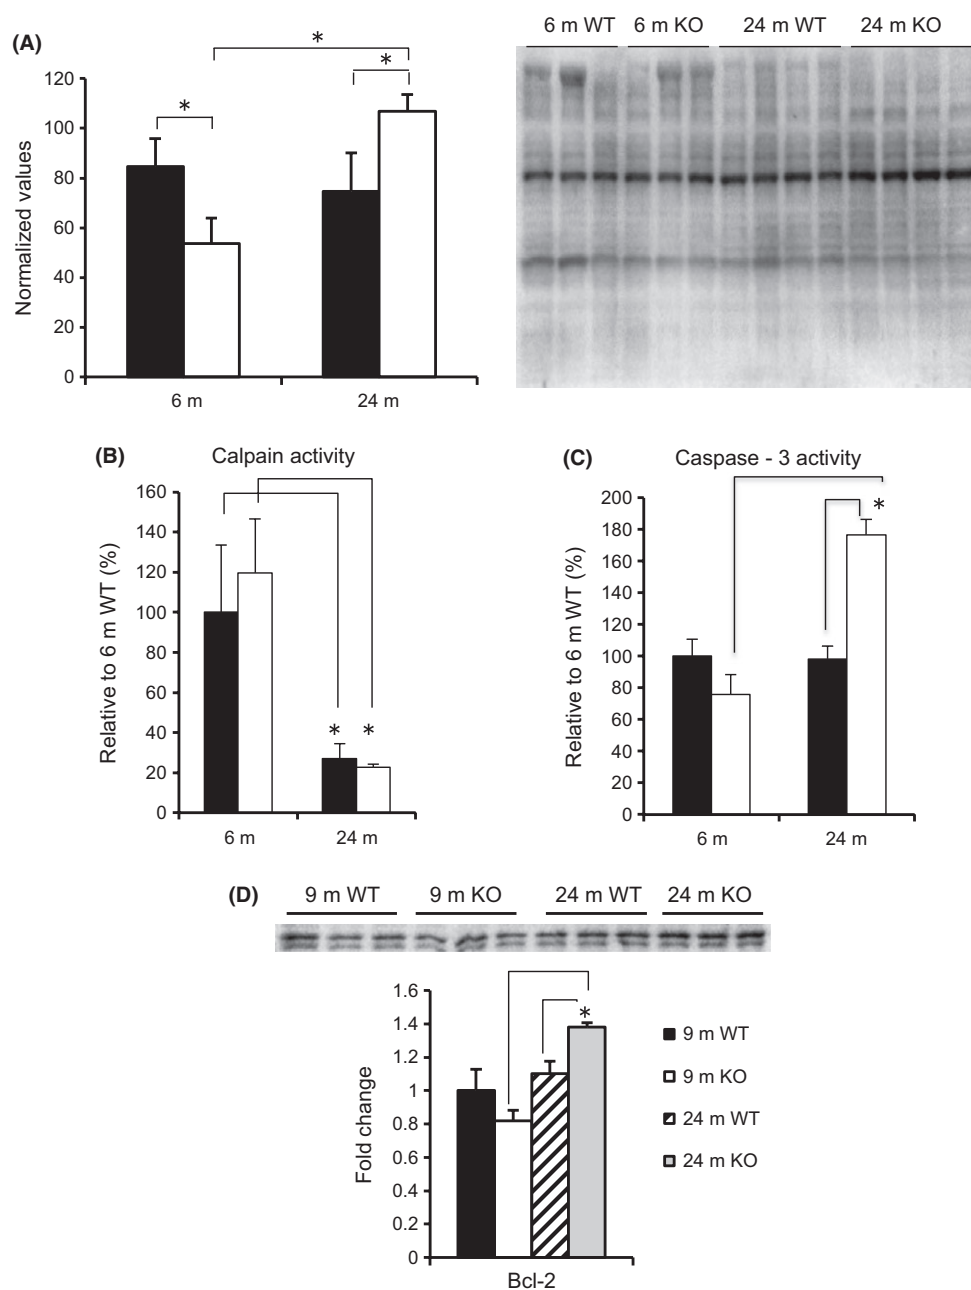 (A)
6 m WT 6 m KO 24 m WT 24 m KO
*
*
*
Normalized values
120
100
80
60
40
20
0
6 m 24 m
(B)
Calpain activity
Relative to 6 m WT (%)
160
140
120
100
80
60
40
20
0
* *
6 m 24 m
(C)
Caspase - 3 activity
Relative to 6 m WT (%)
200
180
160
140
120
100
80
60
40
20
0
*
6 m 24 m
(D)
9 m WT 9 m KO 24 m WT 24 m KO
Fold change
1.6
1.4
1.2
1
0.8
0.6
0.4
0.2
0
*
Bcl-2
9 m WT
9 m KO
24 m WT
24 m KO